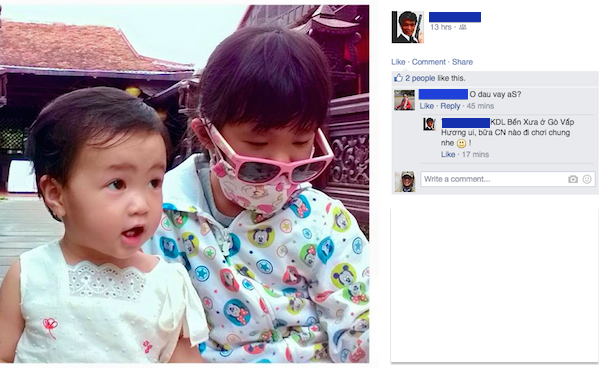 13 hrs ·
Like · Comment · Share
2 people like this.
O dau vay aS?
Like · Reply · 45 mins
KDL Bến Xưa ở Gò Vấp
Hương ui, bữa CN nào đi chơi chung
nhe !
Like · 17 mins
Write a comment...